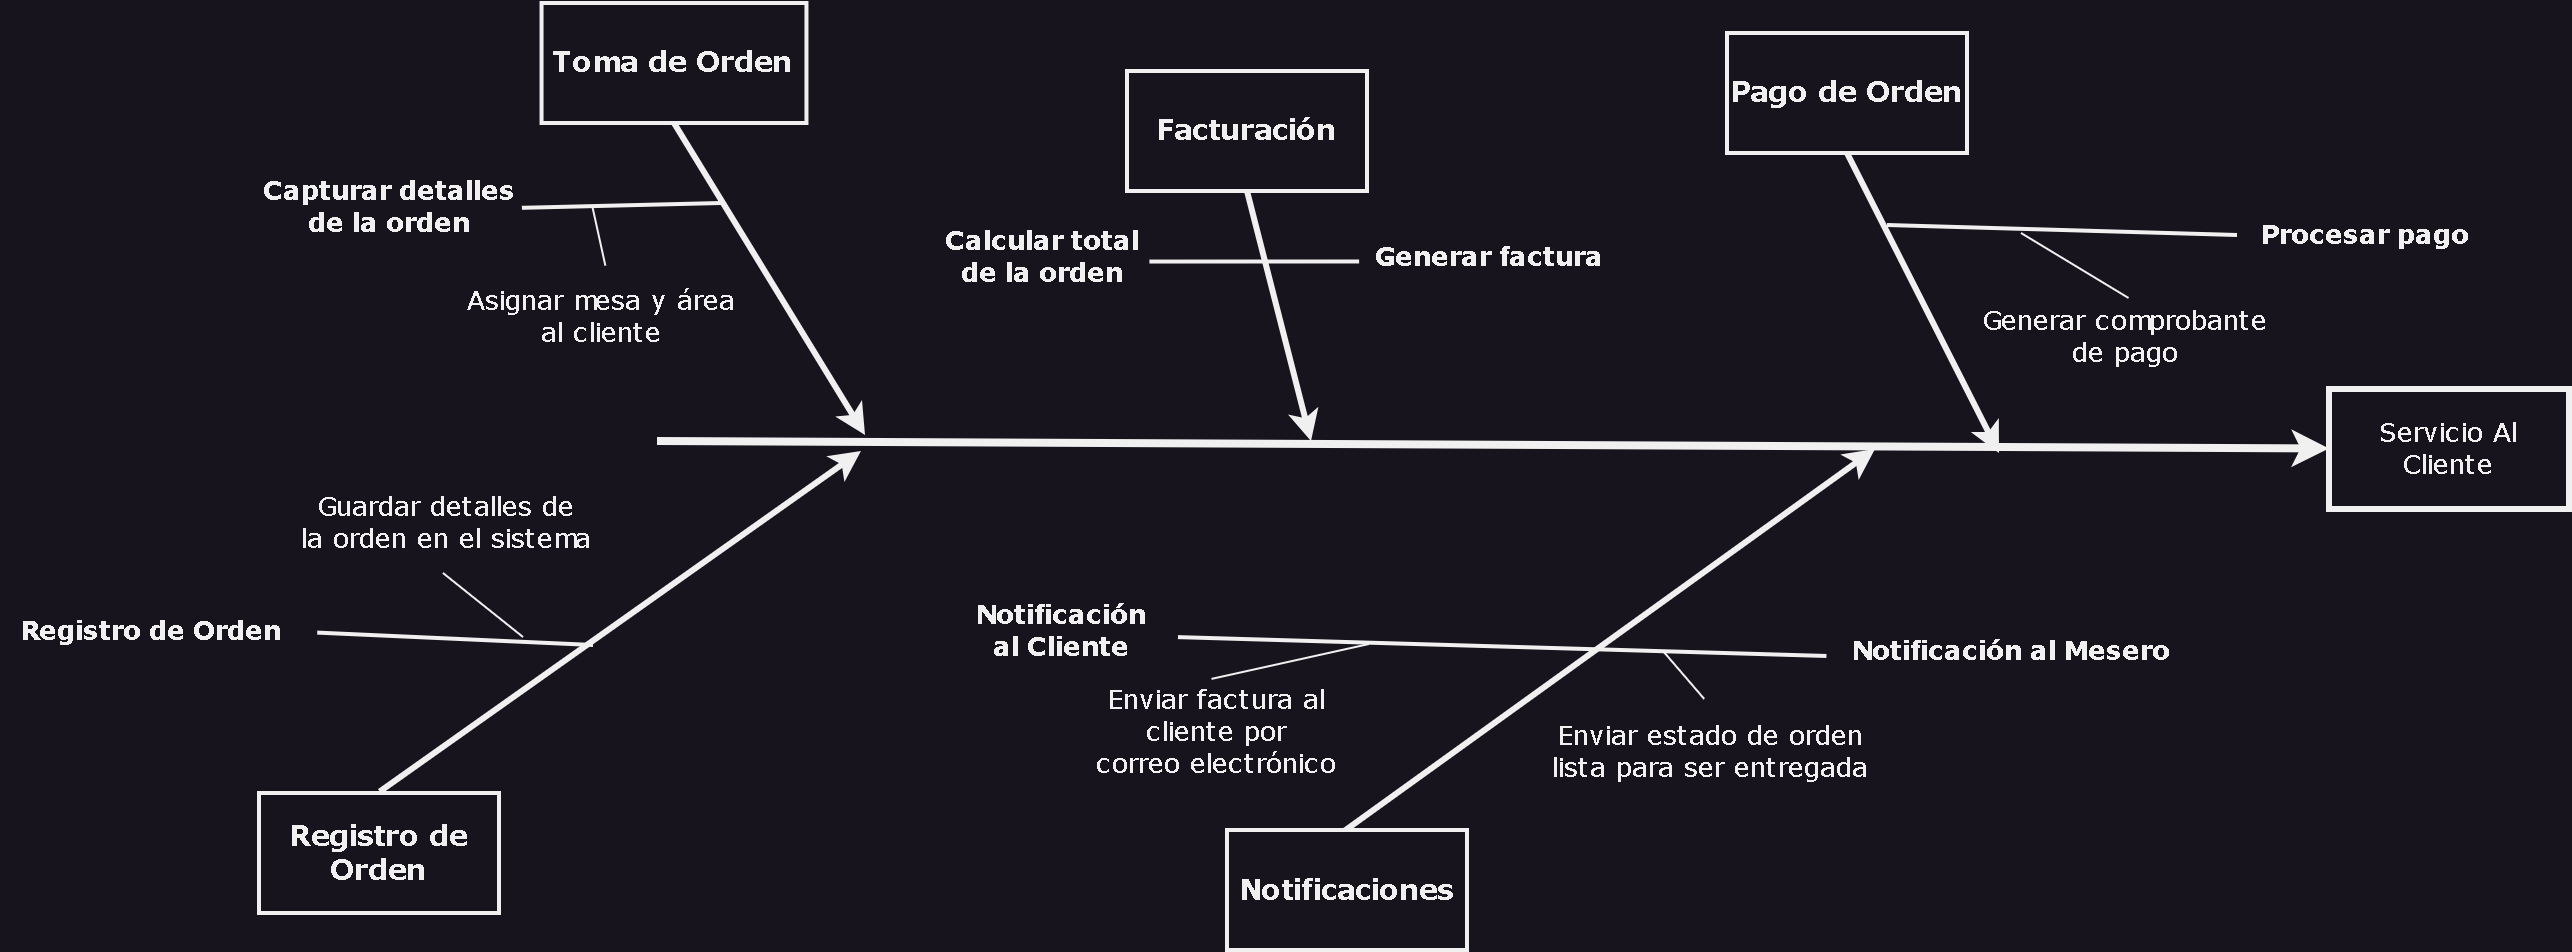 Toma de Orden
Facturación
Pago de Orden
Capturar detalles
de la orden
Asignar mesa y área
al cliente
Calcular total
de la orden
Generar factura
Procesar pago
Generar comprobante
de pago
Servicio Al
Cliente
Guardar detalles de
la orden en el sistema
Registro de Orden
Notificación
al Cliente
Notificación al Mesero
Enviar factura al
cliente por
correo electrónico
Enviar estado de orden
lista para ser entregada
Registro de
Orden
Notificaciones